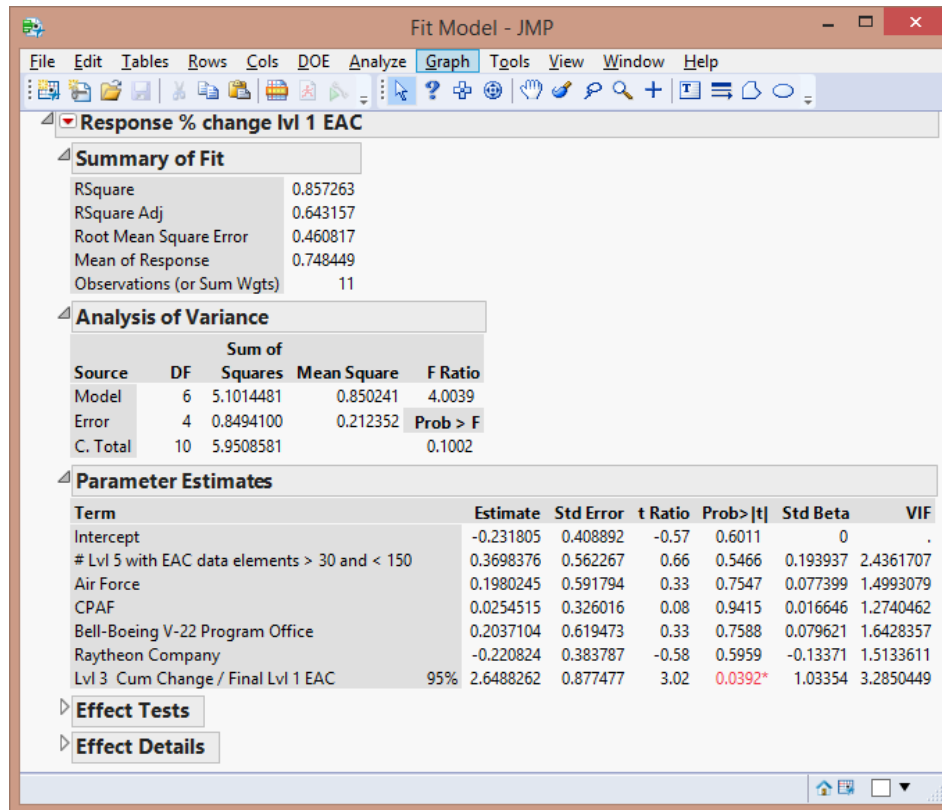 Fit Model - JMP
File Edit Tables Rows Cols DOE Analyze Graph Tools View Window Help
Response % change lvl 1 EAC
Summary of Fit
RSquare 0.857263
RSquare Adj 0.643157
Root Mean Square Error 0.460817
Mean of Response 0.748449
Observations (or Sum Wgts) 11
Analysis of Variance
Sum of
Source DF Squares Mean Square F Ratio
Model 6 5.1014481 0.850241 4.0039
Error 4 0.8494100 0.212352 Prob > F
C. Total 10 5.9508581 0.1002
Parameter Estimates
Term Estimate Std Error t Ratio Prob>|t| Std Beta VIF
Intercept -0.231805 0.408892 -0.57 0.6011 0 .
# Lvl 5 with EAC data elements > 30 and < 150 0.3698376 0.562267 0.66 0.5466 0.193937 2.4361707
Air Force 0.1980245 0.591794 0.33 0.7547 0.077399 1.4993079
CPAF 0.0254515 0.326016 0.08 0.9415 0.016646 1.2740462
Bell-Boeing V-22 Program Office 0.2037104 0.619473 0.33 0.7588 0.079621 1.6428357
Raytheon Company -0.220824 0.383787 -0.58 0.5959 -0.13371 1.5133611
Lvl 3 Cum Change / Final Lvl 1 EAC 95% 2.6488262 0.877477 3.02 0.0392* 1.03354 3.2850449
Effect Tests
Effect Details